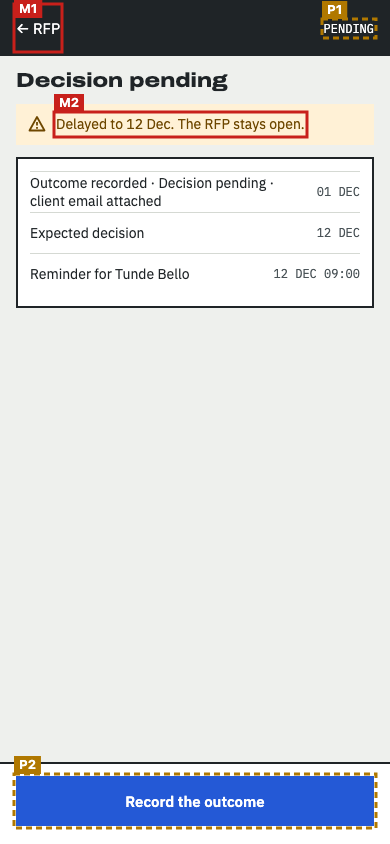 M1
← RFP
P1
PENDING
Decision pending
M2
Delayed to 12 Dec. The RFP stays open.
Outcome recorded · Decision pending ·
client email attached
01 DEC
Expected decision
12 DEC
Reminder for Tunde Bello
12 DEC 09:00
P2
Record the outcome